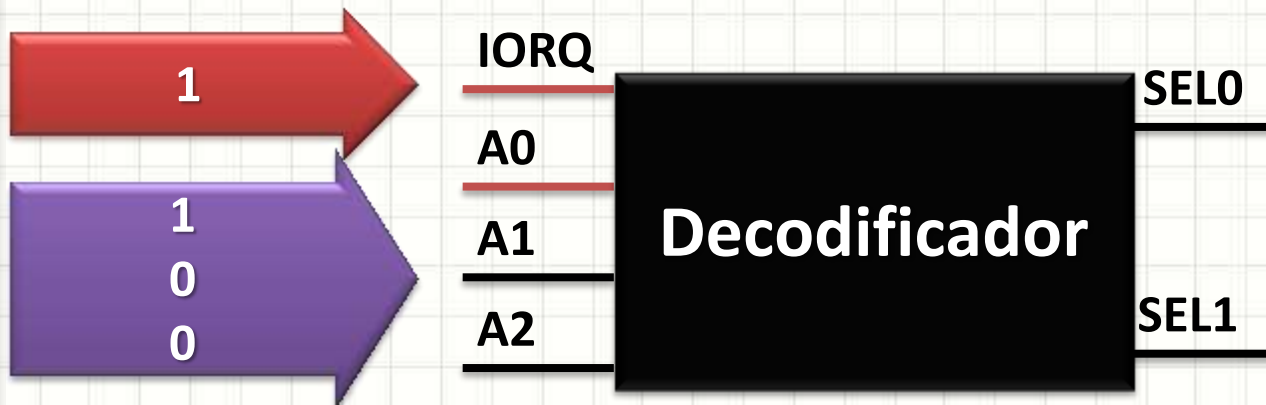 1
1
0
0
IORQ
A0
A1
A2
Decodificador
SEL0
SEL1